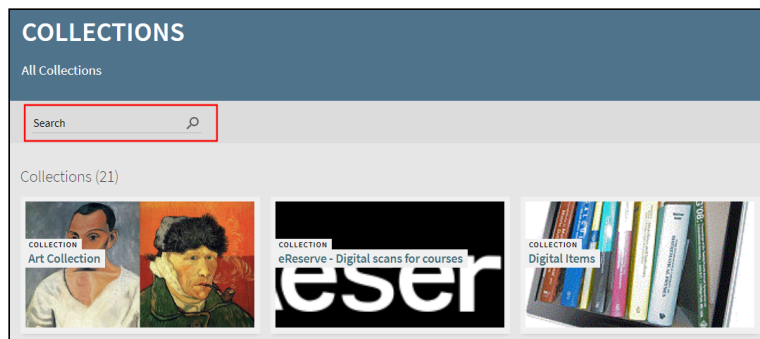 COLLECTIONS
All Collections
Search
Collections (21)
COLLECTION
Art Collection
COLLECTION
eReserve - Digital scans for courses
eser
COLLECTION
Digital Items